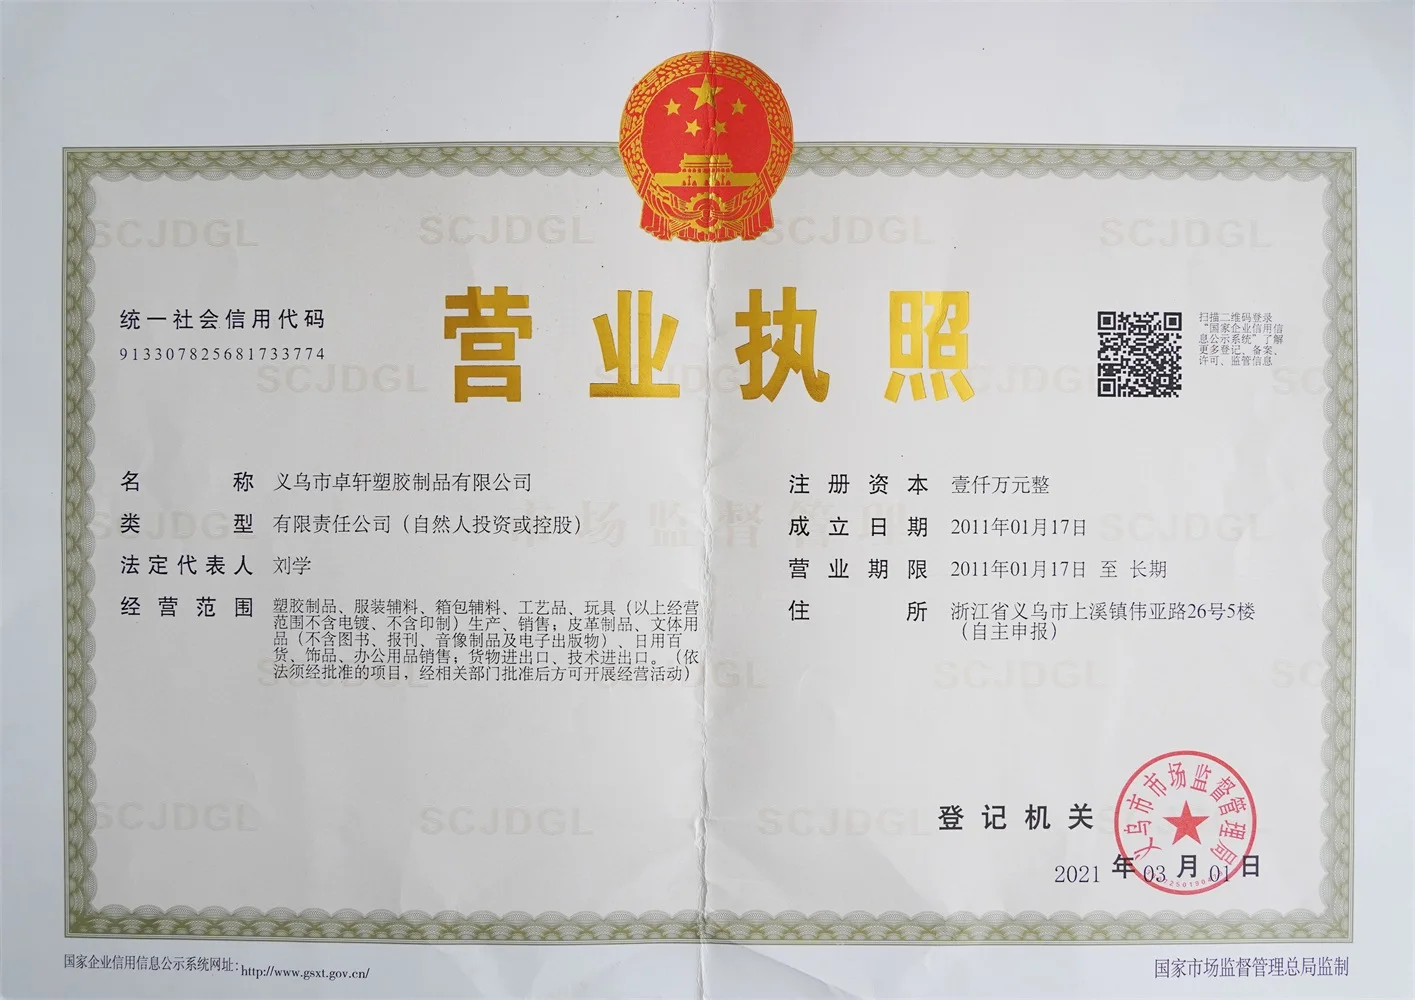 营业执照
统一社会信用代码
913307825681733774
扫描二维码登录
“国家企业信用信
息公示系统”了解
更多登记、备案、
许可、监管信息
名称 义乌市卓轩塑胶制品有限公司
类型 有限责任公司（自然人投资或控股）
法定代表人 刘学
经营范围 塑胶制品、服装辅料、箱包辅料、工艺品、玩具（以上经营
范围不含电镀、不含印制）生产、销售；皮革制品、文体用
品（不含图书、报刊、音像制品及电子出版物）、日用百
货、饰品、办公用品销售；货物进出口、技术进出口。（依
法须经批准的项目，经相关部门批准后方可开展经营活动）
注册资本 壹仟万元整
成立日期 2011年01月17日
营业期限 2011年01月17日 至 长期
住所 浙江省义乌市上溪镇伟亚路26号5楼
（自主申报）
登记机关
义乌市市场监督管理局
2021 年 03 月 01 日
国家企业信用信息公示系统网址：http://www.gsxt.gov.cn/
国家市场监督管理总局监制